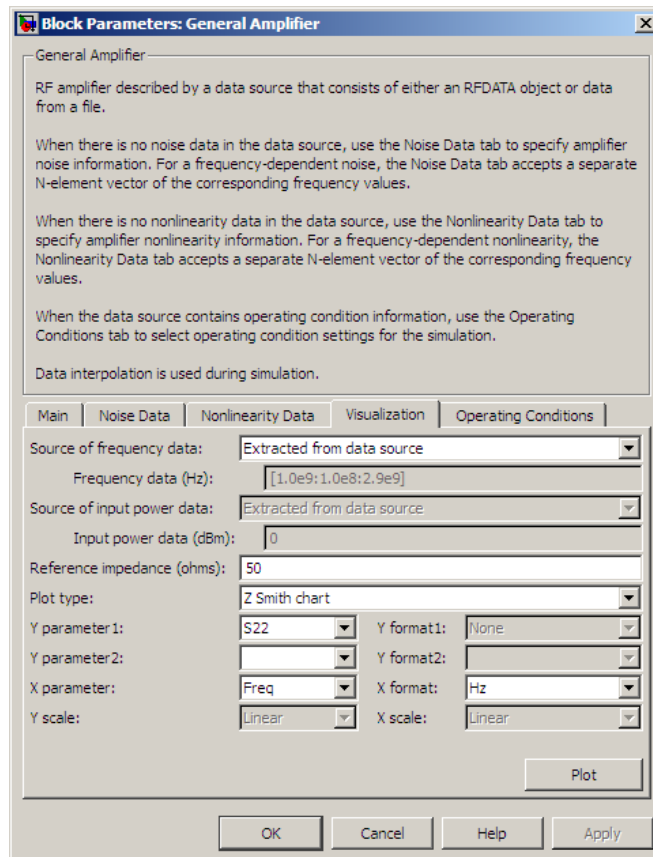 Block Parameters: General Amplifier
General Amplifier
RF amplifier described by a data source that consists of either an RFDATA object or data
from a file.
When there is no noise data in the data source, use the Noise Data tab to specify amplifier
noise information. For a frequency-dependent noise, the Noise Data tab accepts a separate
N-element vector of the corresponding frequency values.
When there is no nonlinearity data in the data source, use the Nonlinearity Data tab to
specify amplifier nonlinearity information. For a frequency-dependent nonlinearity, the
Nonlinearity Data tab accepts a separate N-element vector of the corresponding frequency
values.
When the data source contains operating condition information, use the Operating
Conditions tab to select operating condition settings for the simulation.
Data interpolation is used during simulation.
Main Noise Data Nonlinearity Data Visualization Operating Conditions
Source of frequency data: Extracted from data source
Frequency data (Hz): [1.0e9:1.0e8:2.9e9]
Source of input power data: Extracted from data source
Input power data (dBm): 0
Reference impedance (ohms): 50
Plot type: Z Smith chart
Y parameter1: S22 Y format1: None
Y parameter2: Y format2:
X parameter: Freq X format: Hz
Y scale: Linear X scale: Linear
Plot
OK Cancel Help Apply